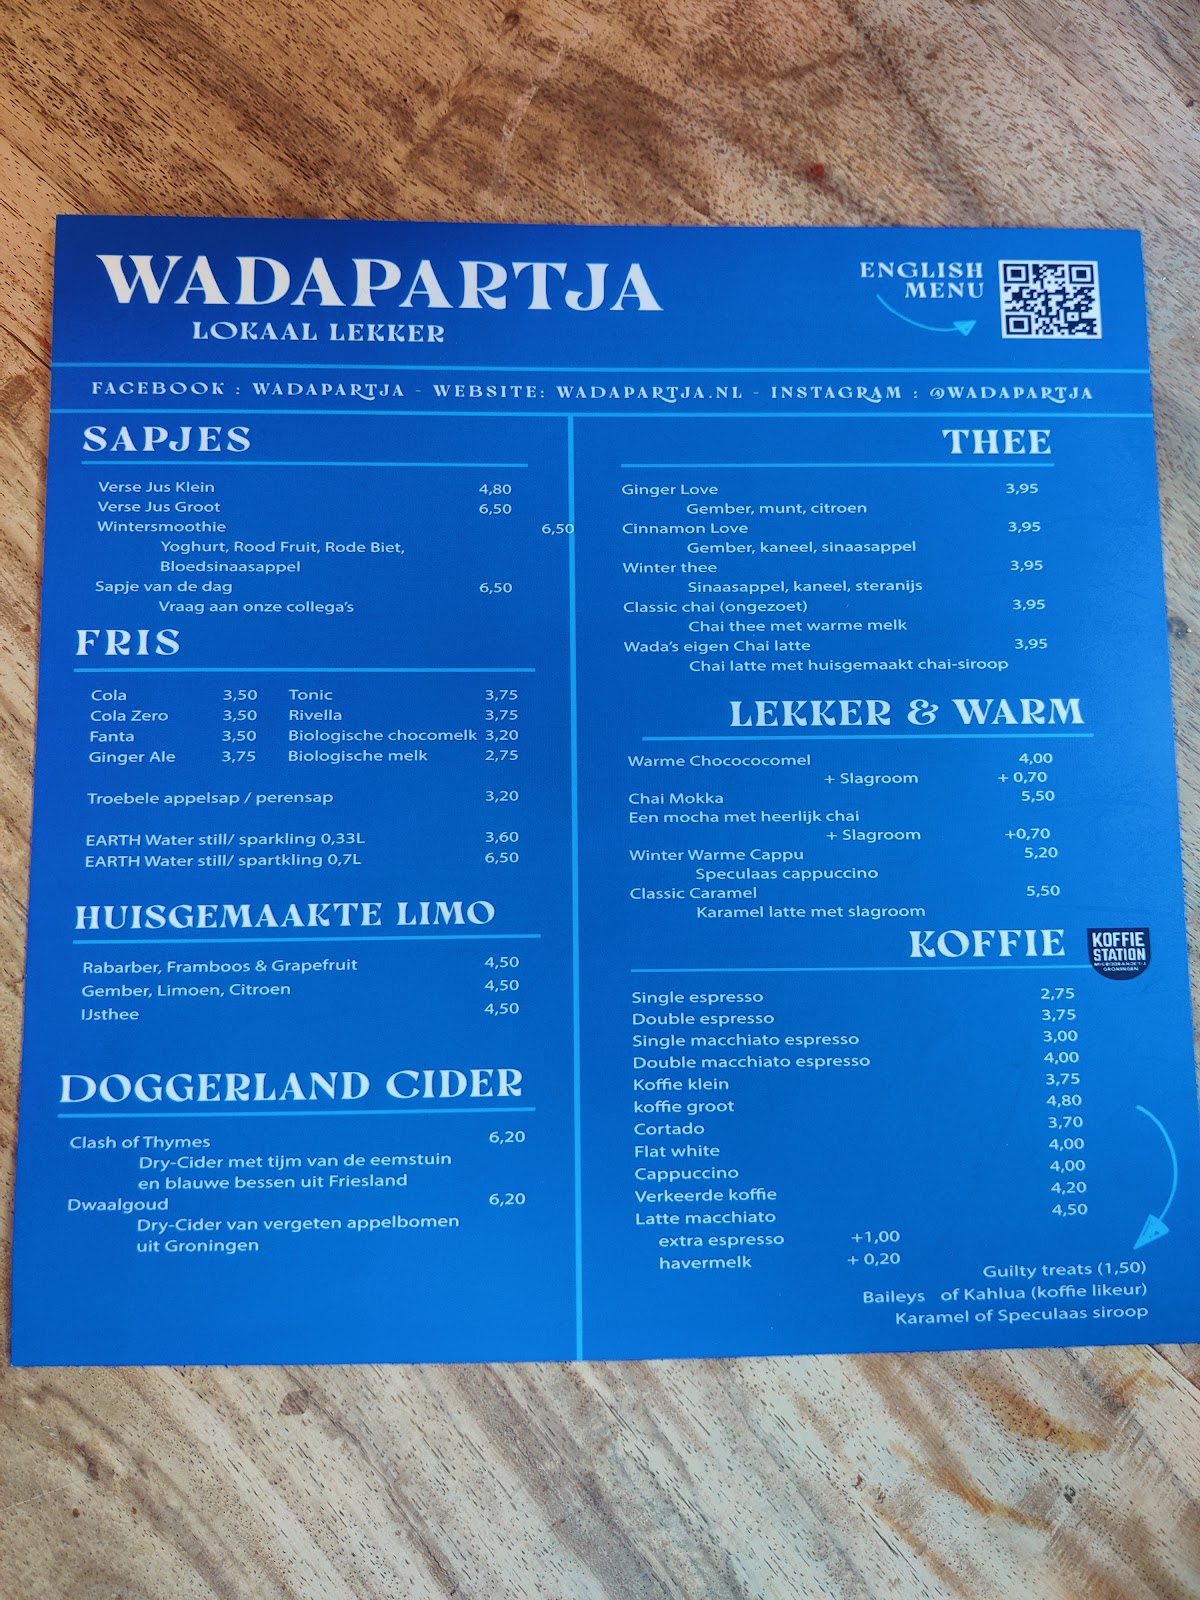 WADAPARTJA
LOKAAL LEKKER
ENGLISH
MENU
FACEBOOK : WADAPARTJA - WEBSITE: WADAPARTJA.NL - INSTAGRAM : @WADAPARTJA
SAPJES
Verse Jus Klein 4,80
Verse Jus Groot 6,50
Wintersmoothie 6,50
Yoghurt, Rood Fruit, Rode Biet,
Bloedsinaasappel
Sapje van de dag 6,50
Vraag aan onze collega's
FRIS
Cola 3,50 Tonic 3,75
Cola Zero 3,50 Rivella 3,75
Fanta 3,50 Biologische chocomelk 3,20
Ginger Ale 3,75 Biologische melk 2,75
Troebele appelsap / perensap 3,20
EARTH Water still/ sparkling 0,33L 3,60
EARTH Water still/ spartkling 0,7L 6,50
HUISGEMAAKTE LIMO
Rabarber, Framboos & Grapefruit 4,50
Gember, Limoen, Citroen 4,50
IJsthee 4,50
DOGGERLAND CIDER
Clash of Thymes 6,20
Dry-Cider met tijm van de eemstuin
en blauwe bessen uit Friesland
Dwaalgoud 6,20
Dry-Cider van vergeten appelbomen
uit Groningen
THEE
Ginger Love 3,95
Gember, munt, citroen
Cinnamon Love 3,95
Gember, kaneel, sinaasappel
Winter thee 3,95
Sinaasappel, kaneel, steranijs
Classic chai (ongezoet) 3,95
Chai thee met warme melk
Wada's eigen Chai latte 3,95
Chai latte met huisgemaakt chai-siroop
LEKKER & WARM
Warme Chocococomel 4,00
+ Slagroom + 0,70
Chai Mokka 5,50
Een mocha met heerlijk chai
+ Slagroom +0,70
Winter Warme Cappu 5,20
Speculaas cappuccino
Classic Caramel 5,50
Karamel latte met slagroom
KOFFIE
KOFFIE
STATION
GRONINGEN
Single espresso 2,75
Double espresso 3,75
Single macchiato espresso 3,00
Double macchiato espresso 4,00
Koffie klein 3,75
koffie groot 4,80
Cortado 3,70
Flat white 4,00
Cappuccino 4,00
Verkeerde koffie 4,20
Latte macchiato 4,50
extra espresso +1,00
havermelk + 0,20
Guilty treats (1,50)
Baileys of Kahlua (koffie likeur)
Karamel of Speculaas siroop